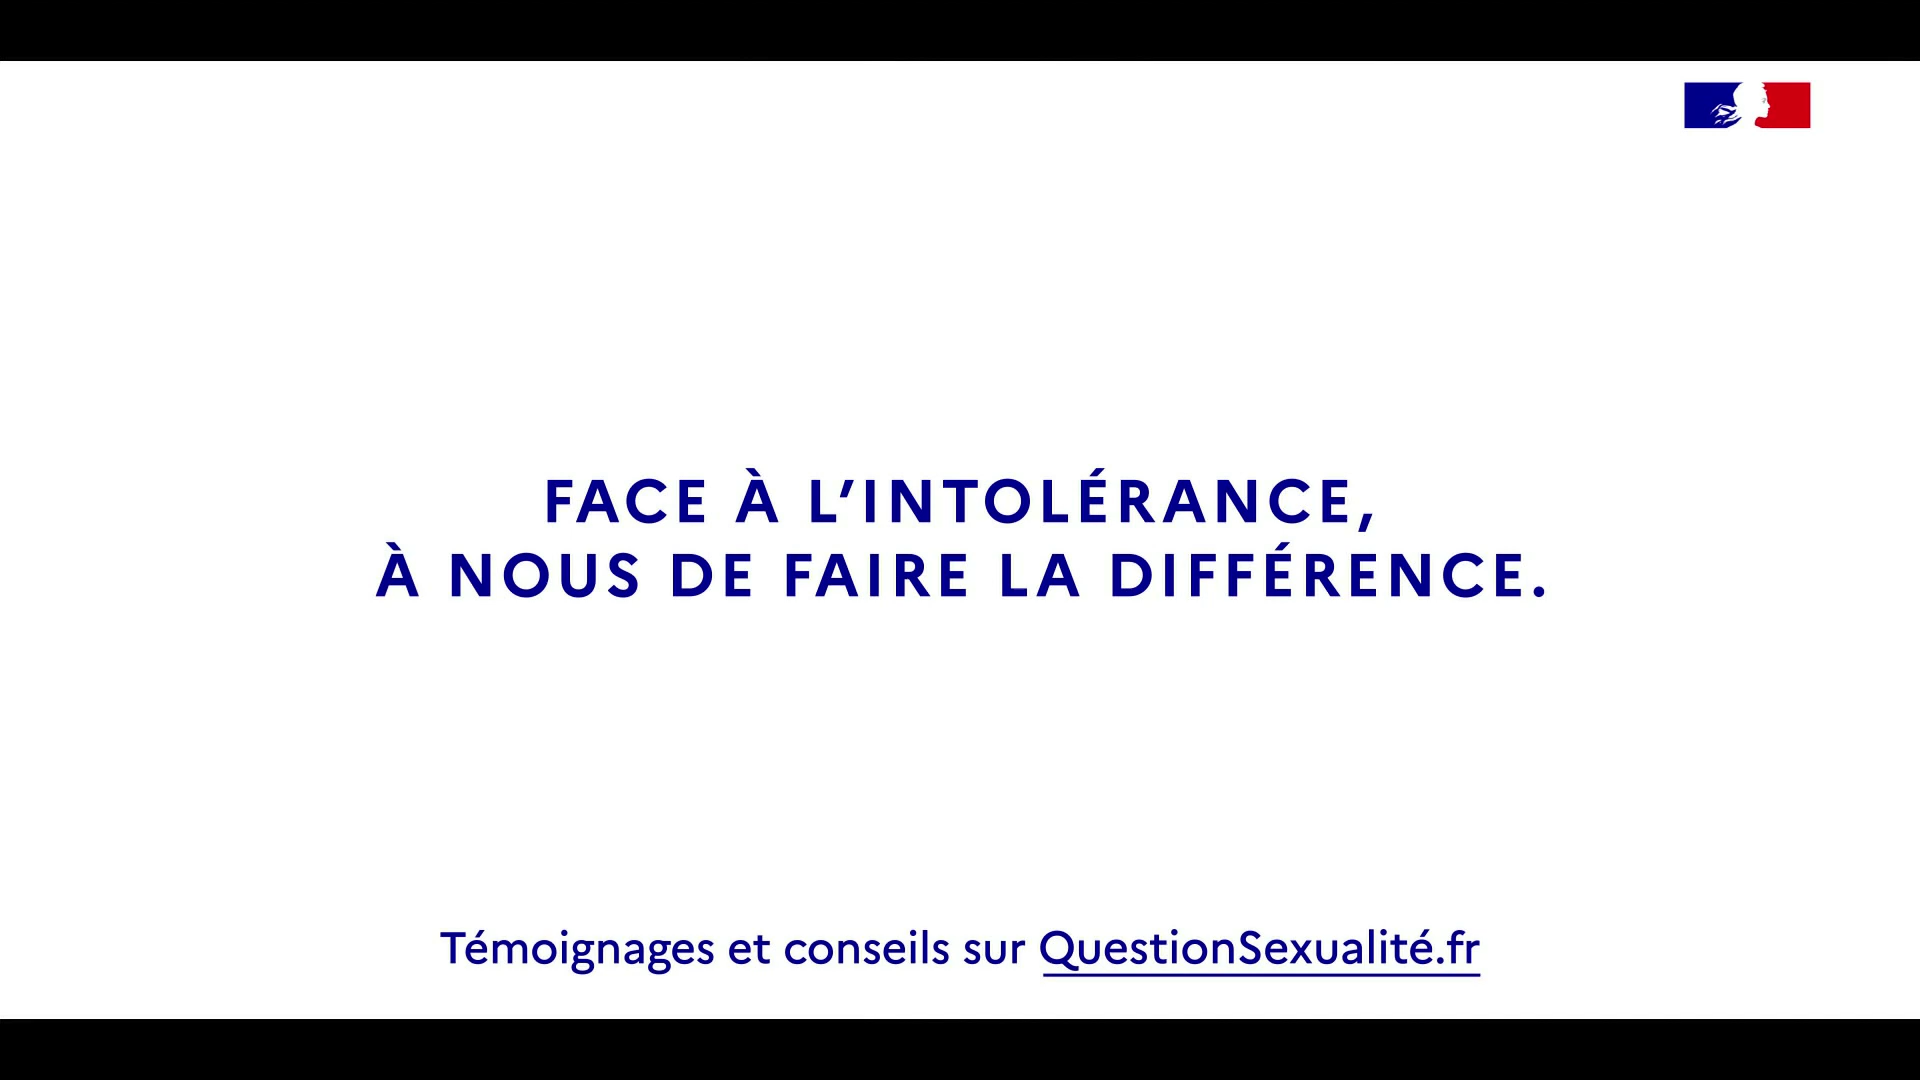 FACE À L’INTOLÉRANCE,
À NOUS DE FAIRE LA DIFFÉRENCE.
Témoignages et conseils sur QuestionSexualité.fr